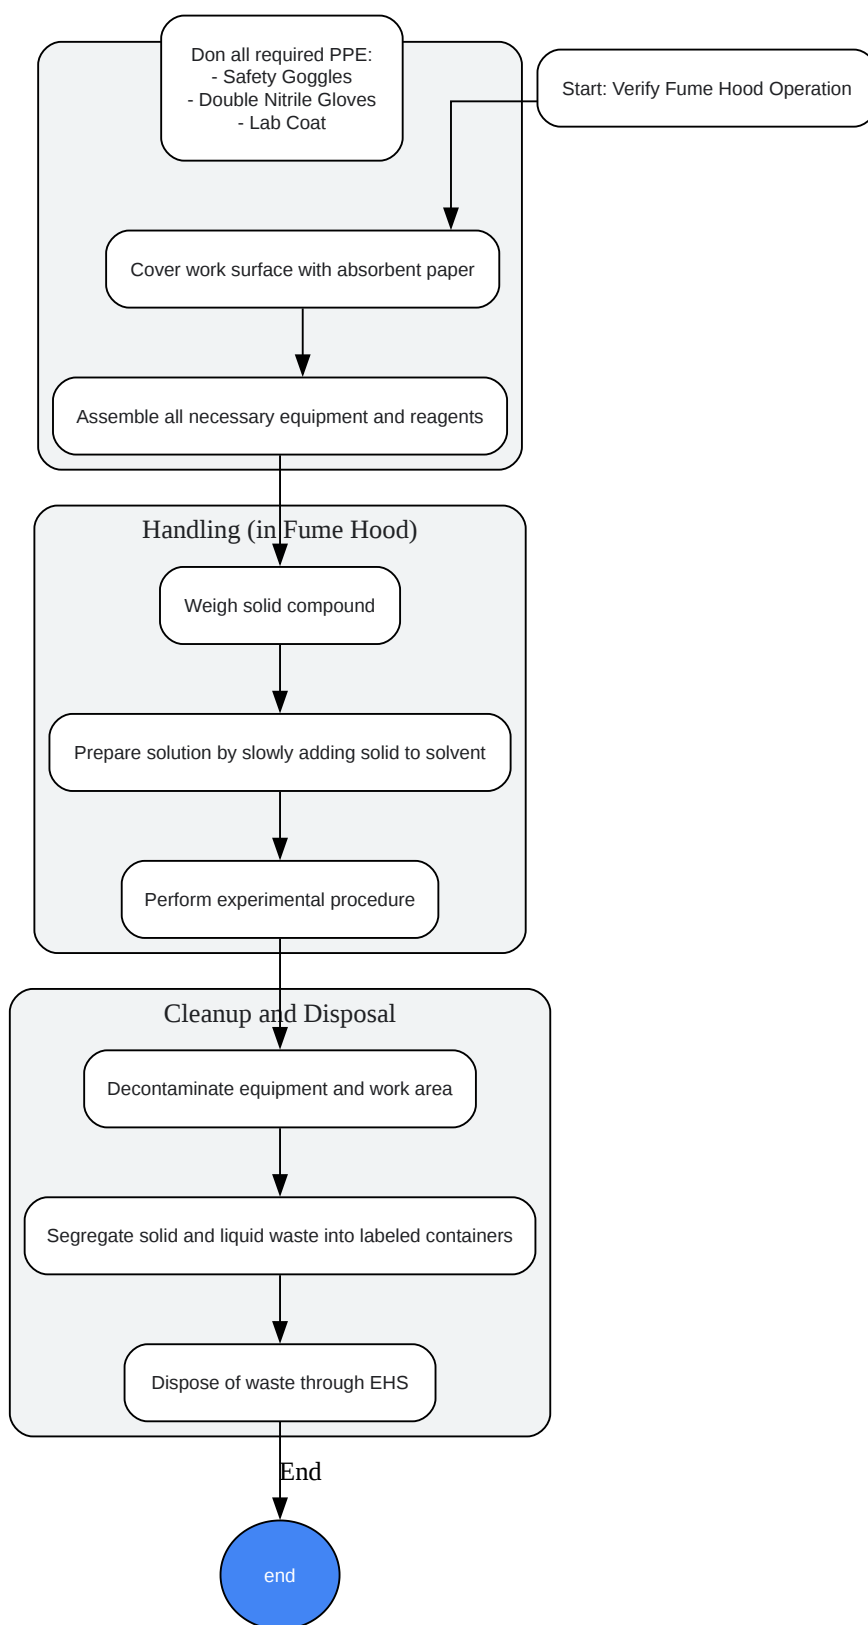 Don all required PPE:
- Safety Goggles
- Double Nitrile Gloves
- Lab Coat
Start: Verify Fume Hood Operation
Cover work surface with absorbent paper
Assemble all necessary equipment and reagents
Handling (in Fume Hood)
Weigh solid compound
Prepare solution by slowly adding solid to solvent
Perform experimental procedure
Cleanup and Disposal
Decontaminate equipment and work area
Segregate solid and liquid waste into labeled containers
Dispose of waste through EHS
End
end